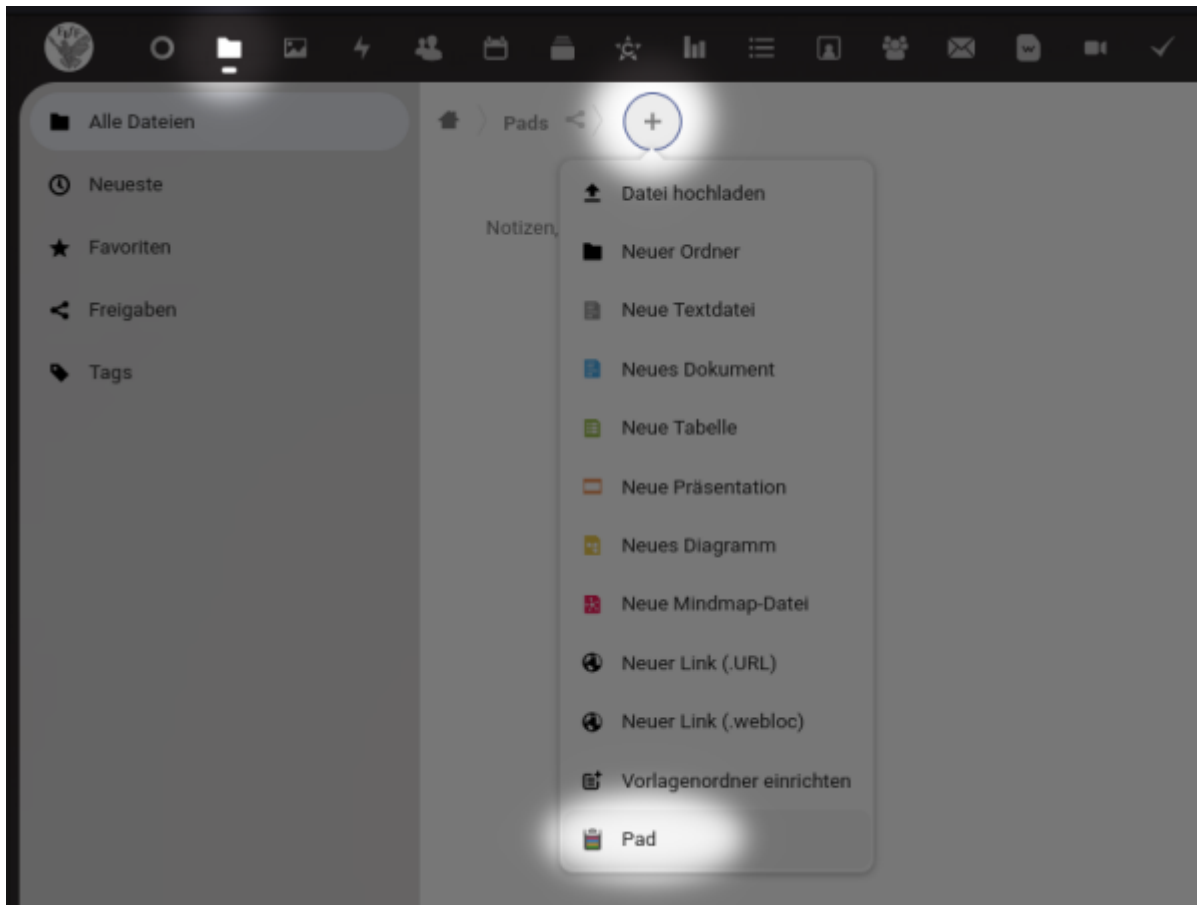 Alle Dateien
Neueste
Favoriten
Freigaben
Tags
Pads
Notizen,
Datei hochladen
Neuer Ordner
Neue Textdatei
Neues Dokument
Neue Tabelle
Neue Präsentation
Neues Diagramm
Neue Mindmap-Datei
Neuer Link (.URL)
Neuer Link (.webloc)
Vorlagenordner einrichten
Pad